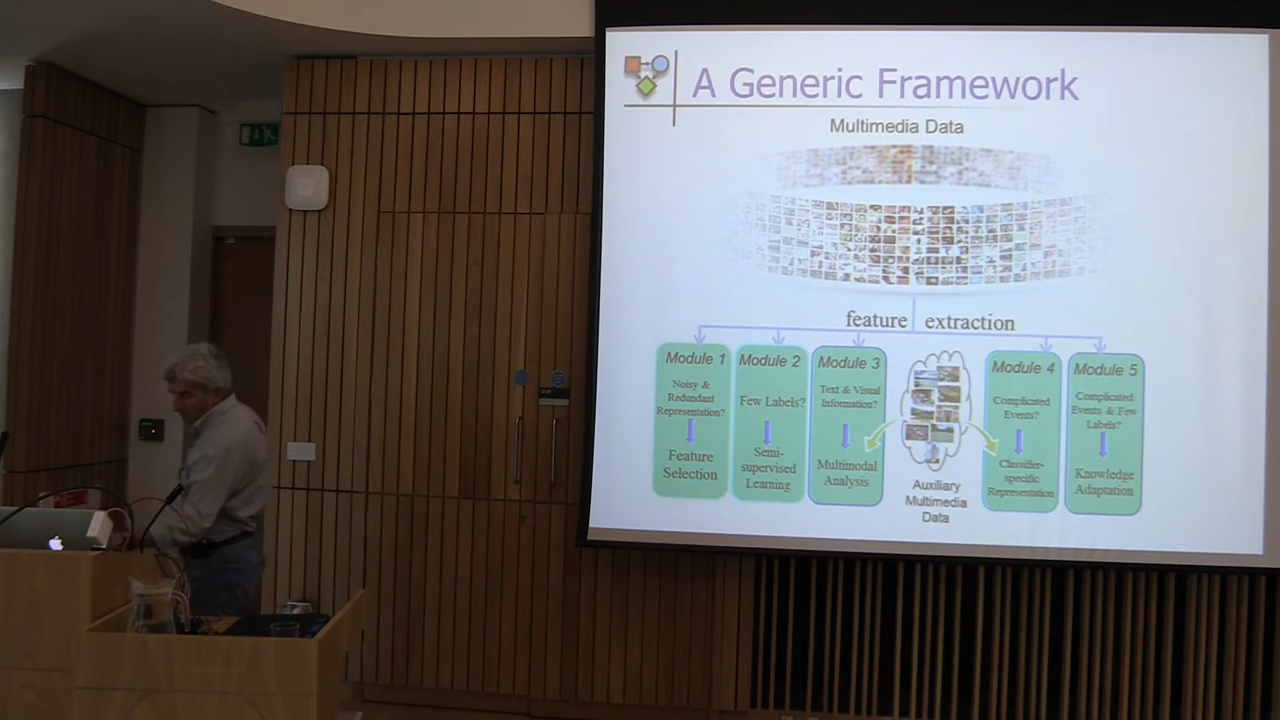 A Generic Framework
Multimedia Data
feature extraction
Module 1
Noisy &
Redundant
Representation?
Feature
Selection
Module 2
Few Labels?
Semi-
supervised
Learning
Module 3
Text & Visual
Information?
Multimodal
Analysis
Auxiliary
Multimedia
Data
Module 4
Complicated
Events?
Classifier-
specific
Representation
Module 5
Complicated
Events & Few
Labels?
Knowledge
Adaptation